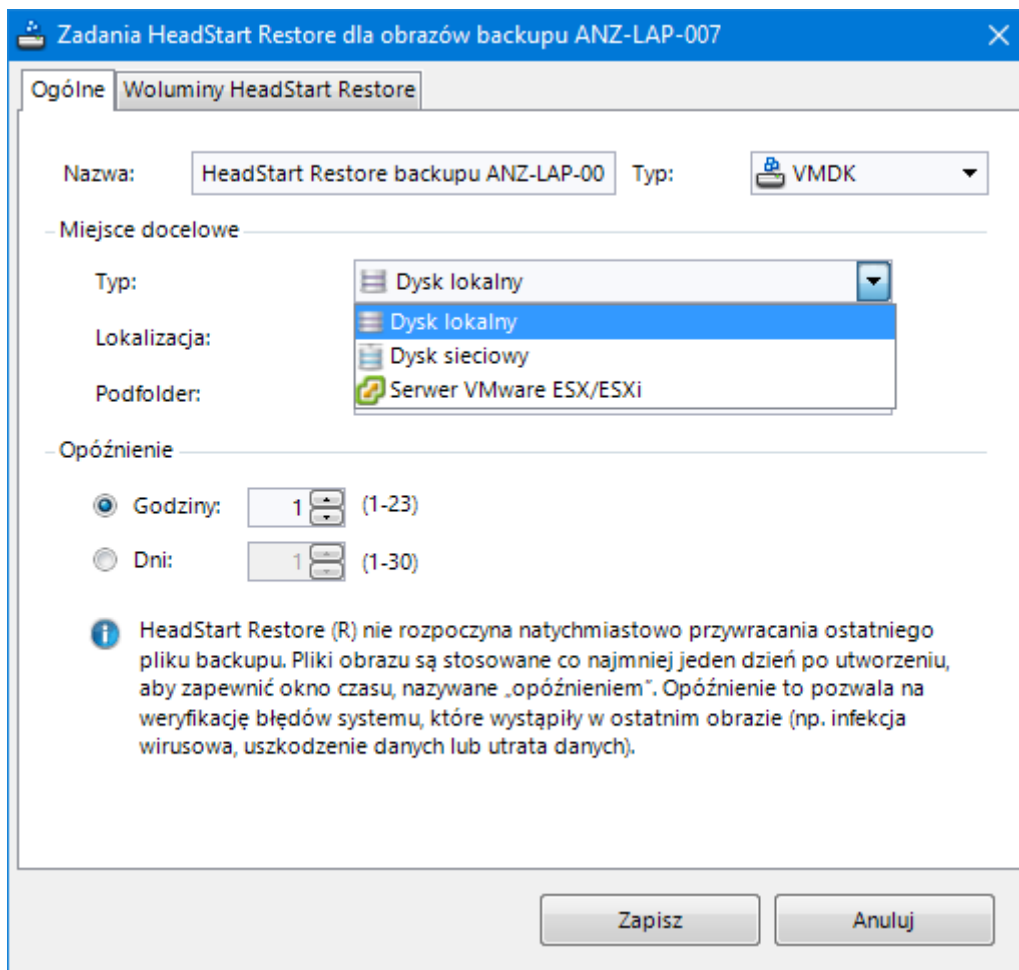 Zadania HeadStart Restore dla obrazów backupu ANZ-LAP-007
Ogólne Woluminy HeadStart Restore
Nazwa: HeadStart Restore backupu ANZ-LAP-00 Typ: VMDK
Miejsce docelowe
Typ: Dysk lokalny
Dysk lokalny
Lokalizacja:
Dysk sieciowy
Podfolder: Serwer VMware ESX/ESXi
Opóźnienie
Godziny: 1 (1-23)
Dni: 1 (1-30)
HeadStart Restore (R) nie rozpoczyna natychmiastowo przywracania ostatniego
pliku backupu. Pliki obrazu są stosowane co najmniej jeden dzień po utworzeniu,
aby zapewnić okno czasu, nazywane „opóźnieniem”. Opóźnienie to pozwala na
weryfikację błędów systemu, które wystąpiły w ostatnim obrazie (np. infekcja
wirusowa, uszkodzenie danych lub utrata danych).
Zapisz Anuluj